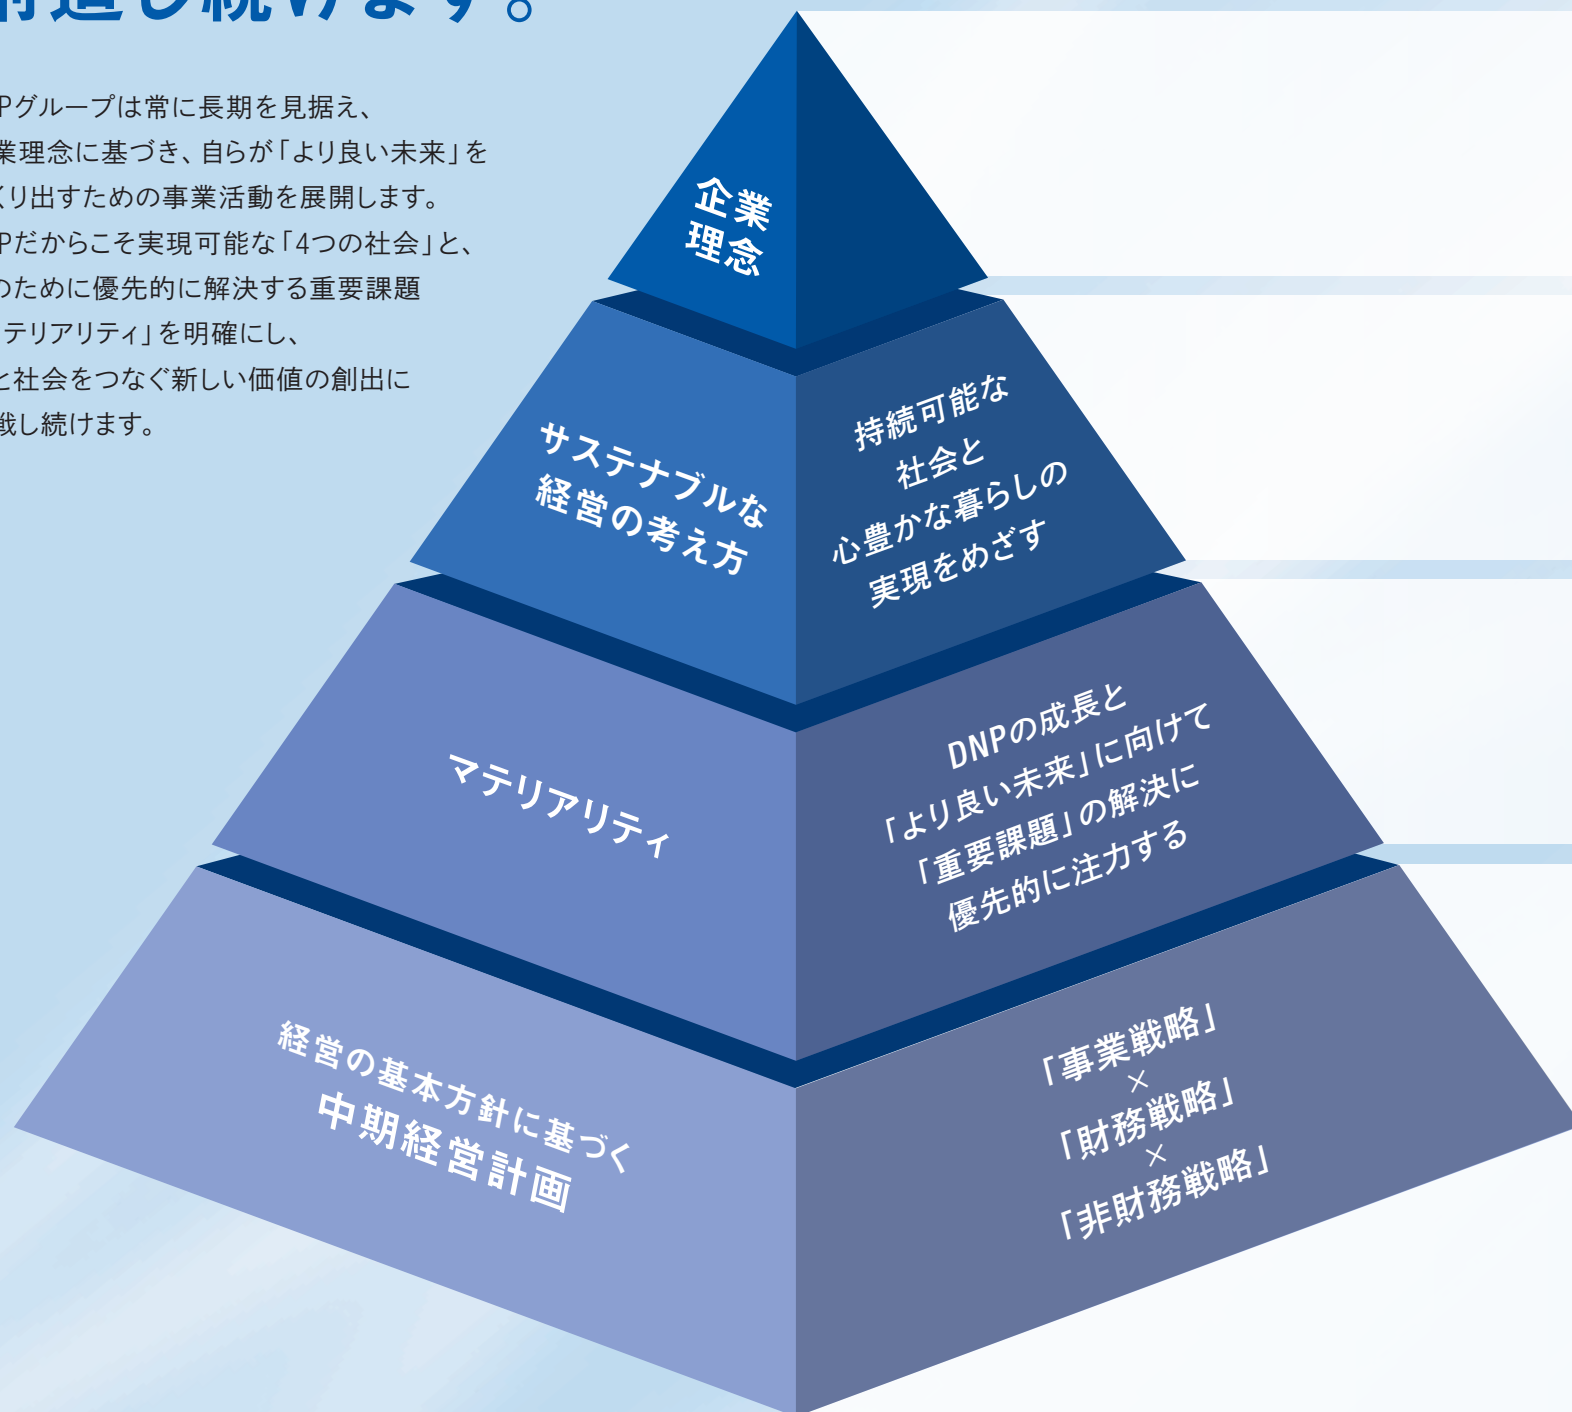 し続けます。
Pグループは常に長期を見据え、
業理念に基づき、自らが「より良い未来」を
くり出すための事業活動を展開します。
Pだからこそ実現可能な「4つの社会」と、
のために優先的に解決する重要課題
テリアリティ」を明確にし、
と社会をつなぐ新しい価値の創出に
戦し続けます。
企業
理念
サステナブルな
経営の考え方
持続可能な
社会と
心豊かな暮らしの
実現をめざす
マテリアリティ
DNPの成長と
「より良い未来」に向けて
「重要課題」の解決に
優先的に注力する
経営の基本方針に基づく
中期経営計画
「事業戦略」
×
「財務戦略」
×
「非財務戦略」